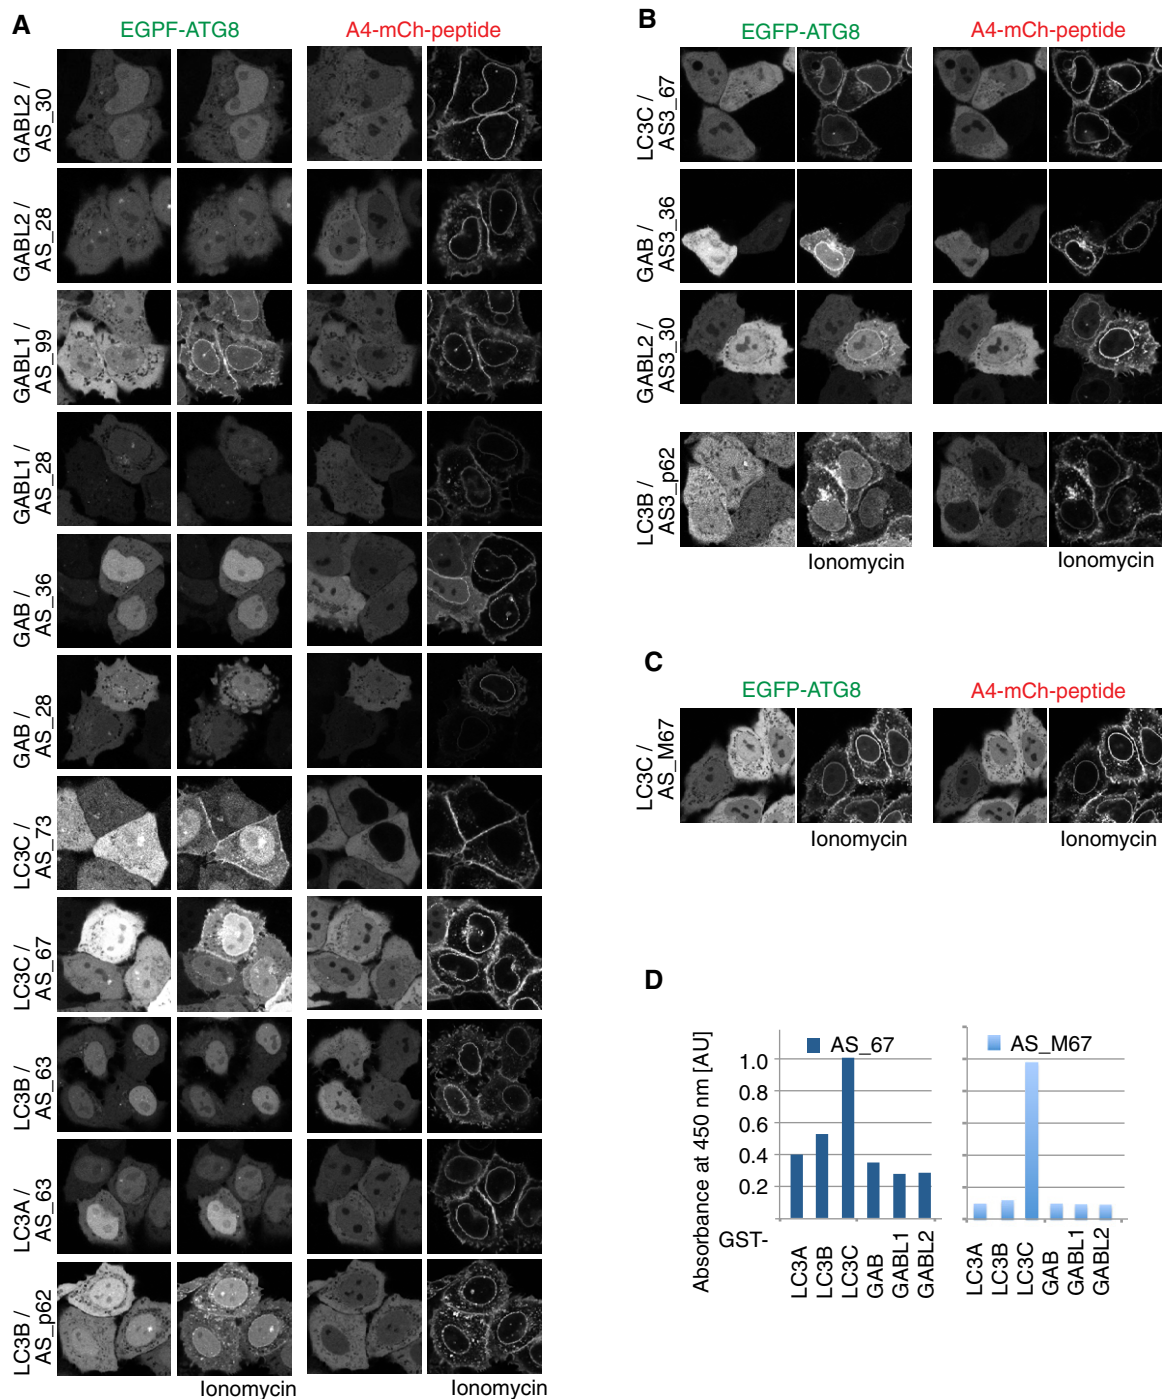 A
EGPF-ATG8
A4-mCh-peptide
GABL2 /
AS_30
GABL2 /
AS_28
GABL1 /
AS_99
GABL1 /
AS_28
GAB /
AS_36
GAB /
AS_28
LC3C /
AS_73
LC3C /
AS_67
LC3B /
AS_63
LC3A /
AS_63
LC3B /
AS_p62
Ionomycin
Ionomycin
B
EGFP-ATG8
A4-mCh-peptide
LC3C /
AS3_67
GAB /
AS3_36
GABL2 /
AS3_30
LC3B /
AS3_p62
Ionomycin
Ionomycin
C
EGFP-ATG8
A4-mCh-peptide
LC3C /
AS_M67
Ionomycin
Ionomycin
D
Absorbance at 450 nm [AU]
AS_67
1.0
0.8
0.6
0.4
0.2
GST-
LC3A
LC3B
LC3C
GAB
GABL1
GABL2
AS_M67
LC3A
LC3B
LC3C
GAB
GABL1
GABL2